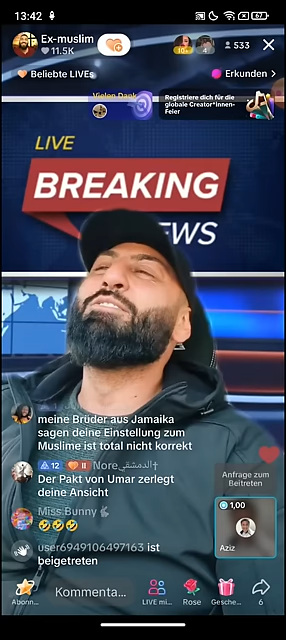 13:42
67
Ex-muslim
11.5K
533
Beliebte LIVEs
Erkunden >
Vielen Dank
Registriere dich für die
globale Creator*innen-
Feier
LIVE
BREAKING
NEWS
meine Brüder aus Jamaika
sagen deine Einstellung zum
Muslime ist total nicht korrekt
12 II Nore الدمشقي
Der Pakt von Umar zerlegt
deine Ansicht
Miss Bunny
user6949106497163 ist
beigetreten
Anfrage zum
Beitreten
1,00
Aziz
Kommenta...
Abonn...
LIVE mi...
Rose
Gesche...
6